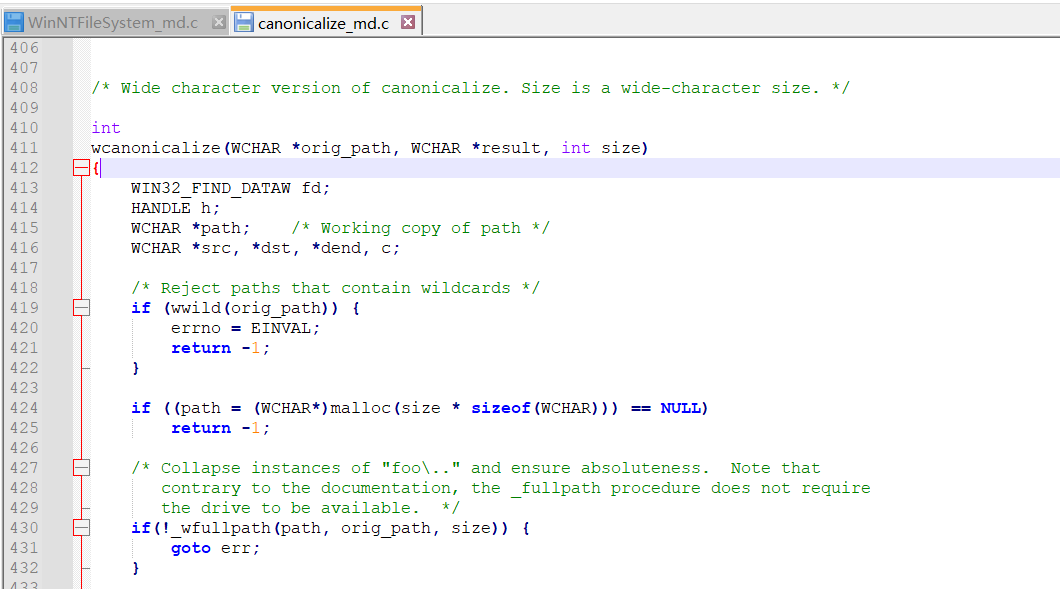 WinNTFileSystem_md.c canonicalize_md.c
406
407
408 /* Wide character version of canonicalize. Size is a wide-character size. */
409
410 int
411 wcanonicalize(WCHAR *orig_path, WCHAR *result, int size)
412 {
413 WIN32_FIND_DATAW fd;
414 HANDLE h;
415 WCHAR *path;    /* Working copy of path */
416 WCHAR *src, *dst, *dend, c;
417
418 /* Reject paths that contain wildcards */
419 if (wwild(orig_path)) {
420 errno = EINVAL;
421 return -1;
422 }
423
424 if ((path = (WCHAR*)malloc(size * sizeof(WCHAR))) == NULL)
425 return -1;
426
427 /* Collapse instances of "foo\.." and ensure absoluteness.  Note that
428 contrary to the documentation, the _fullpath procedure does not require
429 the drive to be available.  */
430 if(!_wfullpath(path, orig_path, size)) {
431 goto err;
432 }
433